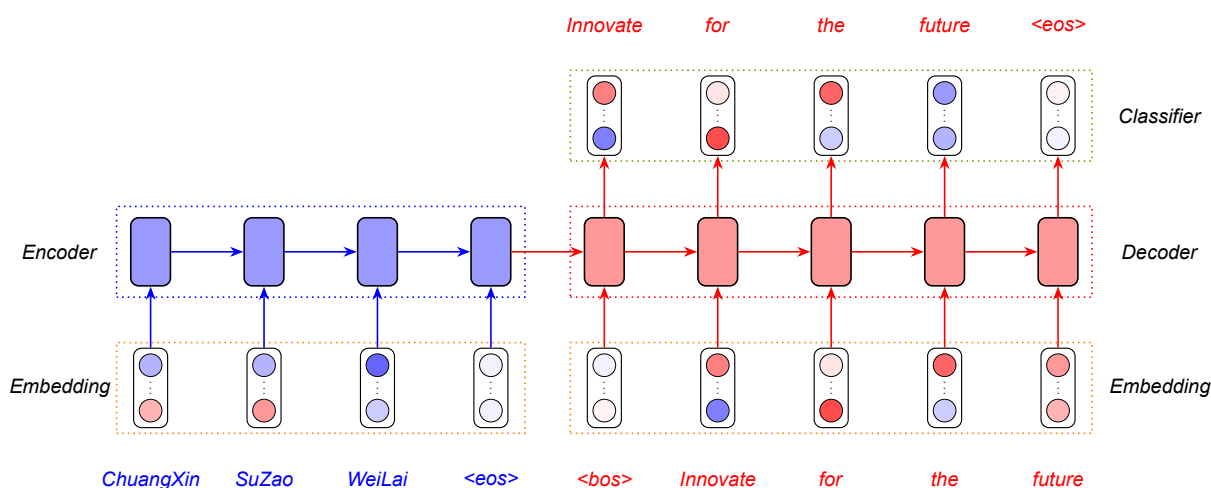 Innovate for the future <eos>
Classifier
Encoder
Decoder
Embedding
Embedding
ChuangXin SuZao WeiLai <eos> <bos> Innovate for the future